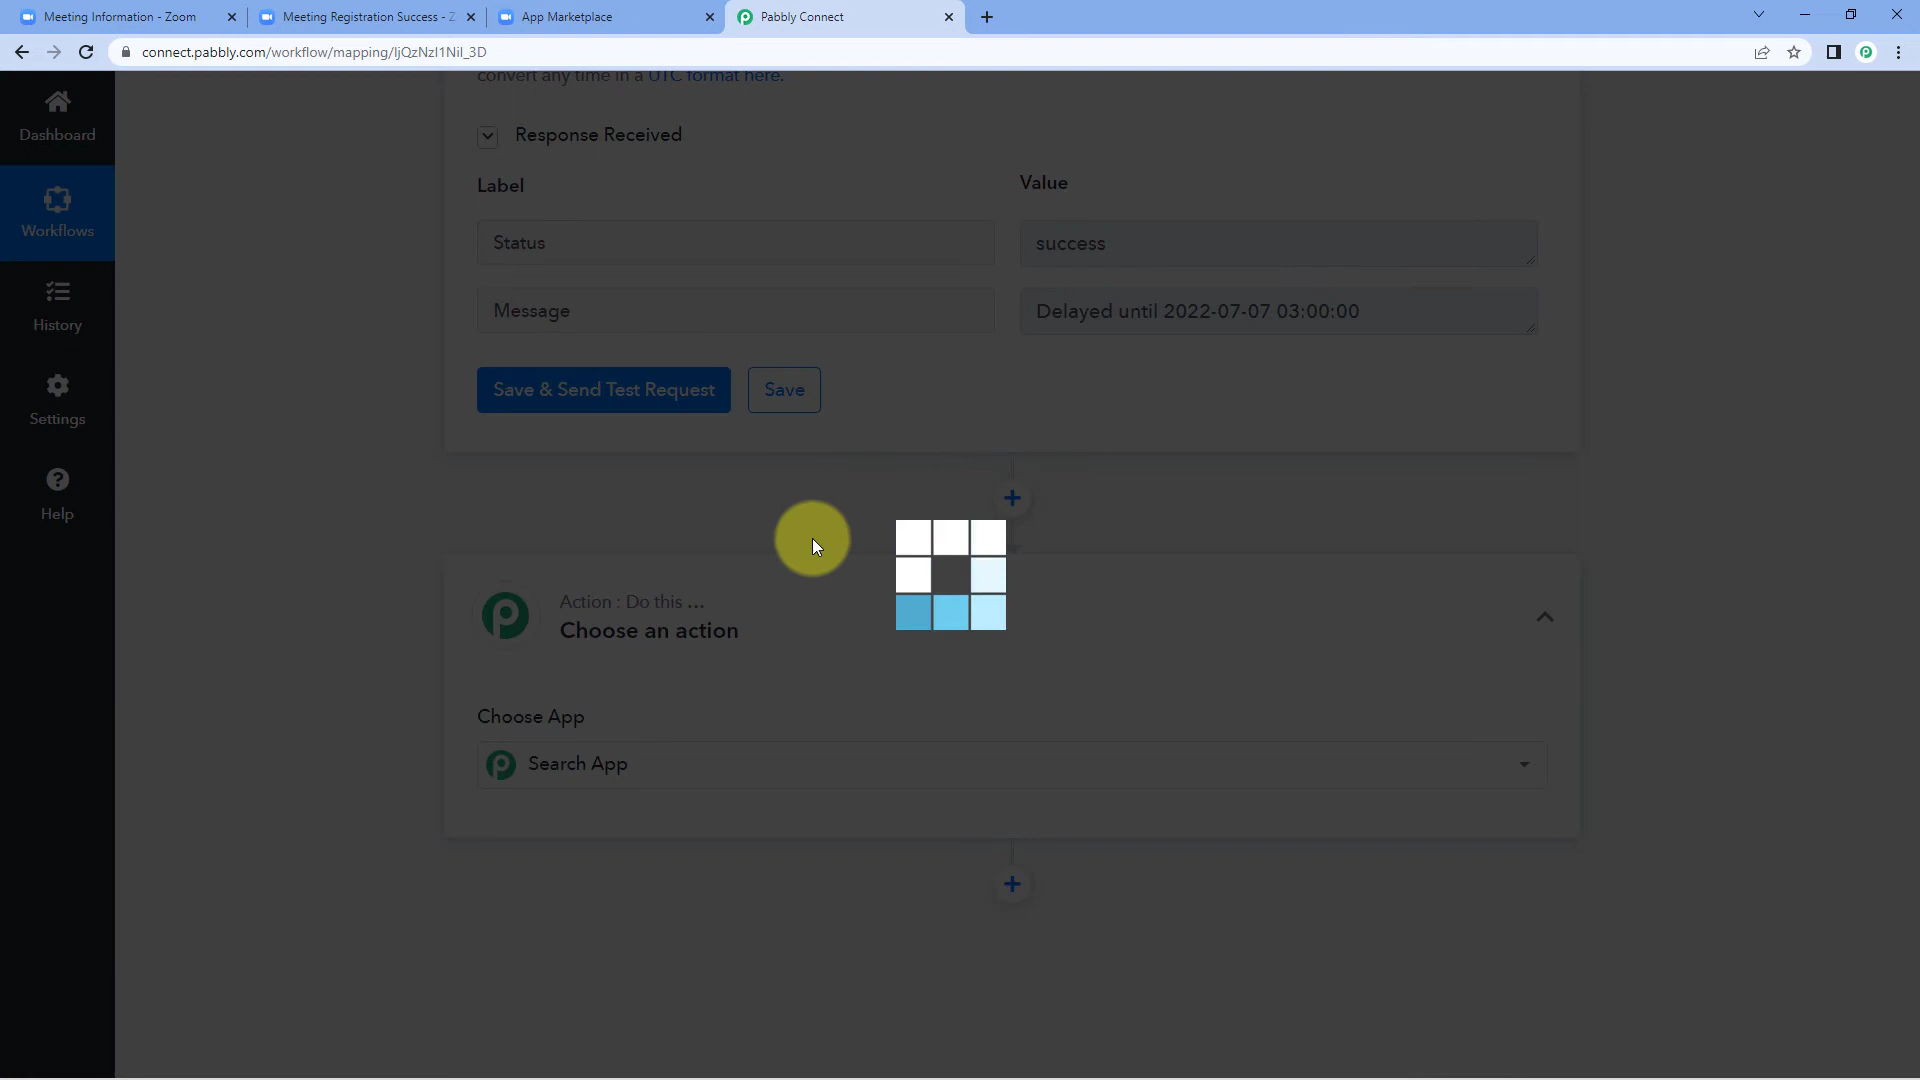 Meeting Information - Zoom
Meeting Registration Success - Z
App Marketplace
Pabbly Connect
connect.pabbly.com/workflow/mapping/IjQzNzI1NiI_3D
convert any time in a UTC format here.
Dashboard
Response Received
Label
Value
Workflows
Status
success
Message
Delayed until 2022-07-07 03:00:00
History
Save & Send Test Request
Save
Settings
Help
Action : Do this ...
Choose an action
Choose App
Search App